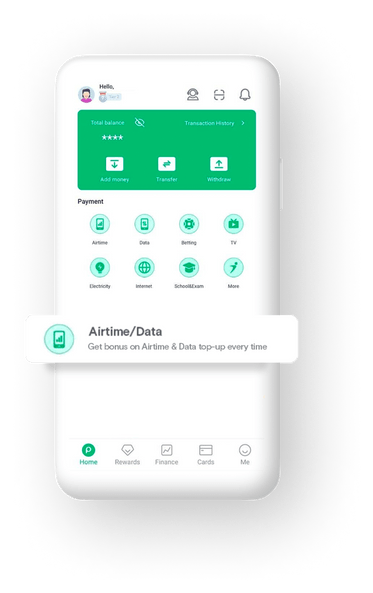 Hello,
Total balance
Transaction History >
****
Add money Transfer Withdraw
Payment
Airtime Data Betting TV
Electricity Internet School&Exam More
Airtime/Data
Get bonus on Airtime & Data top-up every time
Home Rewards Finance Cards Me